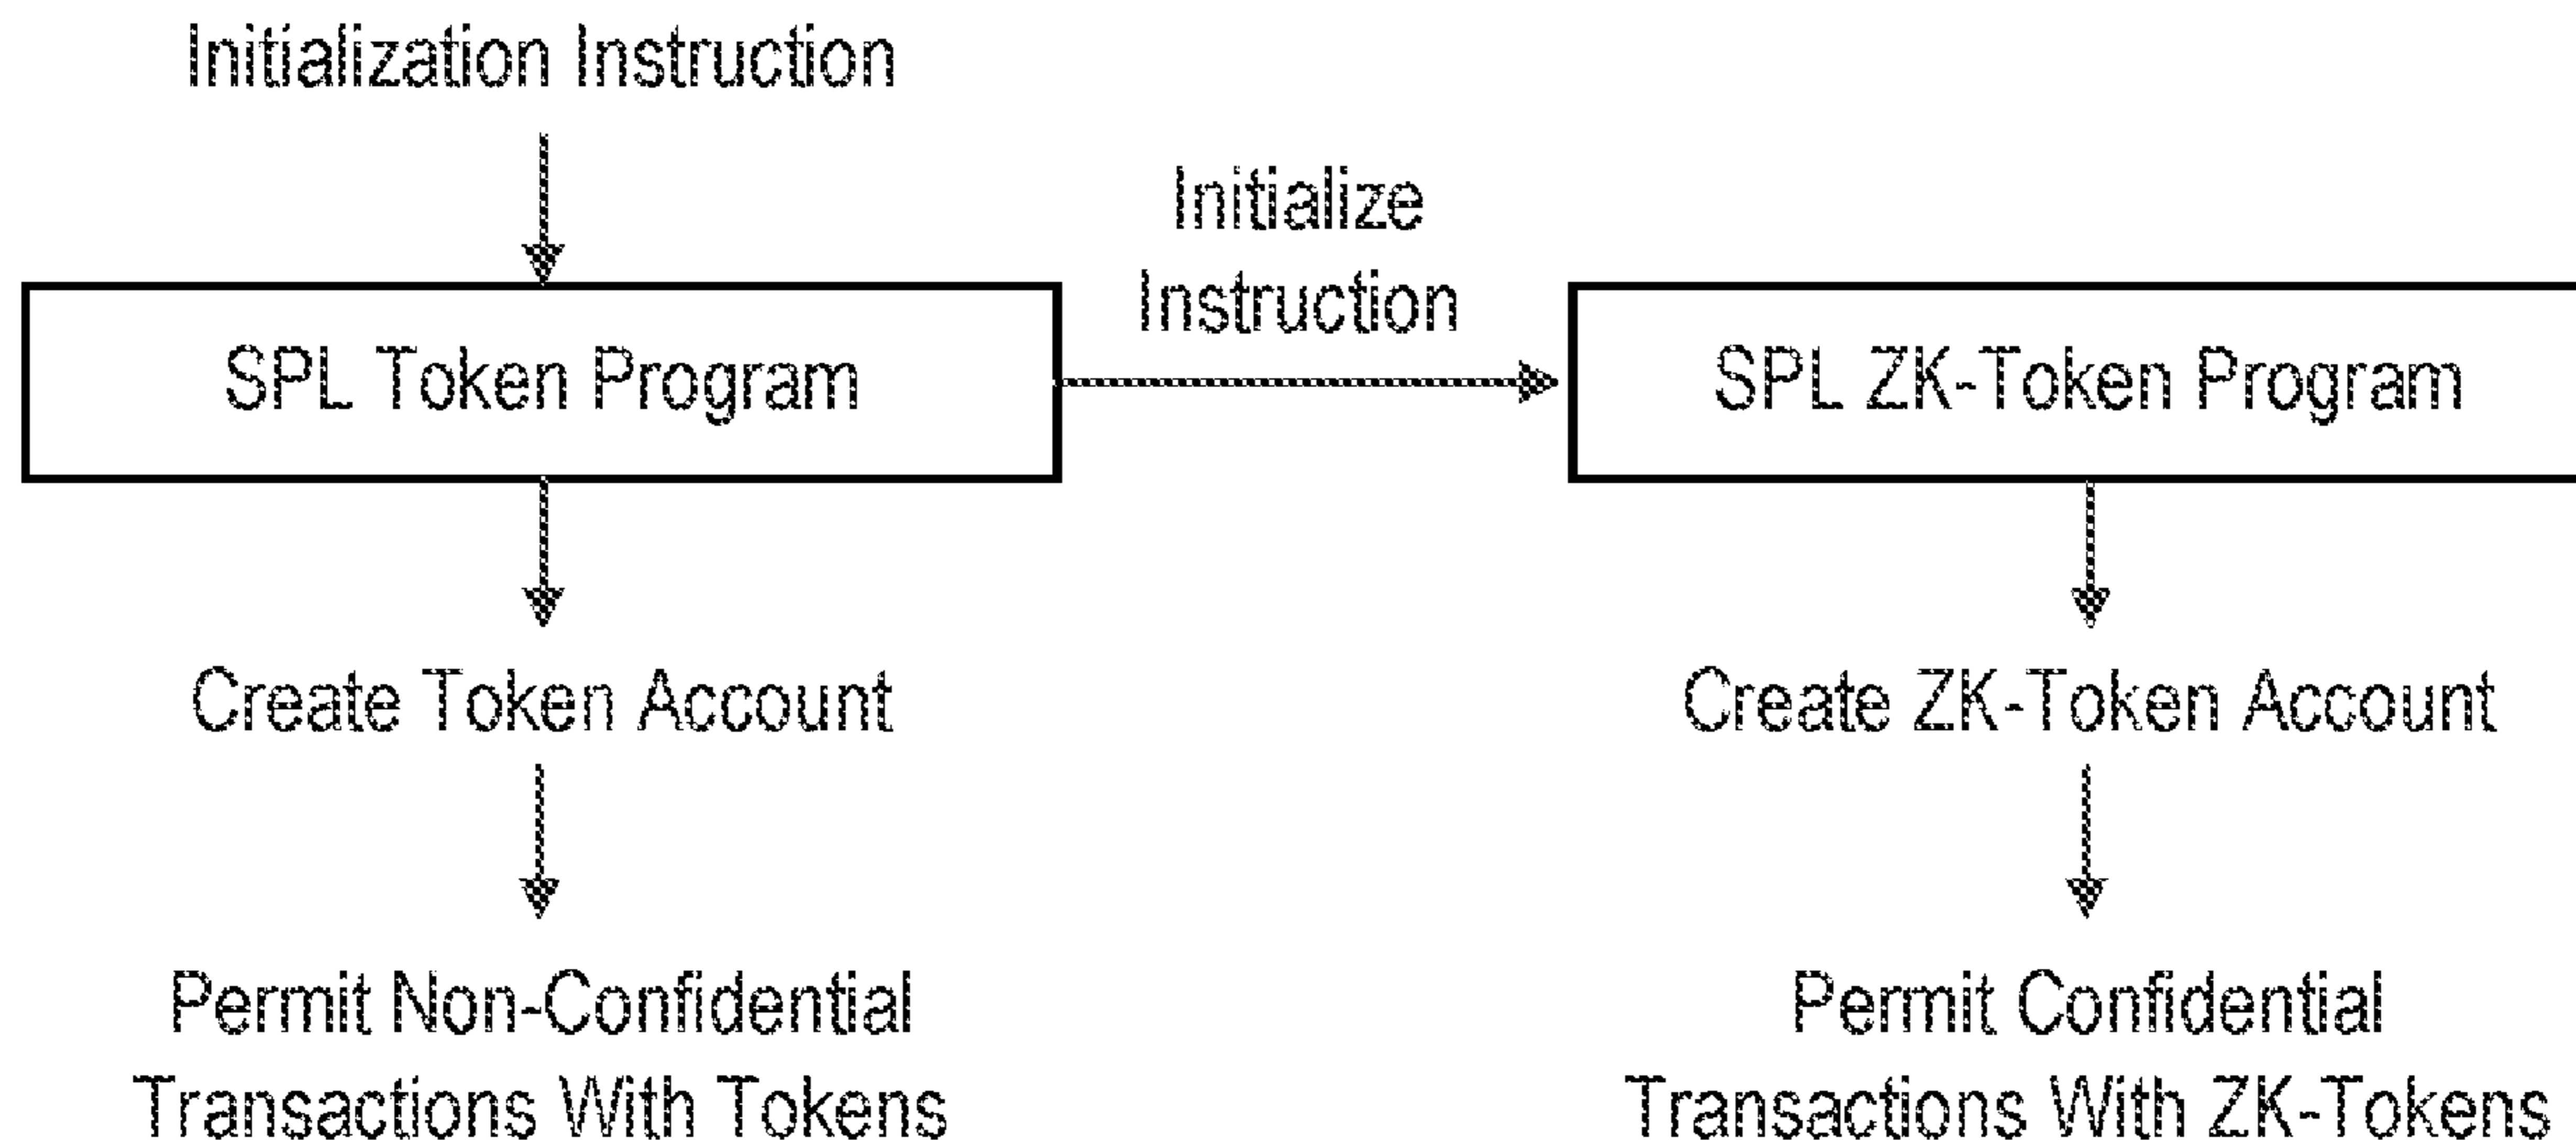 Initialization Instruction
Initialize
Instruction
SPL Token Program
SPL ZK-Token Program
Create Token Account
Create ZK-Token Account
Permit Non-Confidential
Transactions With Tokens
Permit Confidential
Transactions With ZK-Tokens